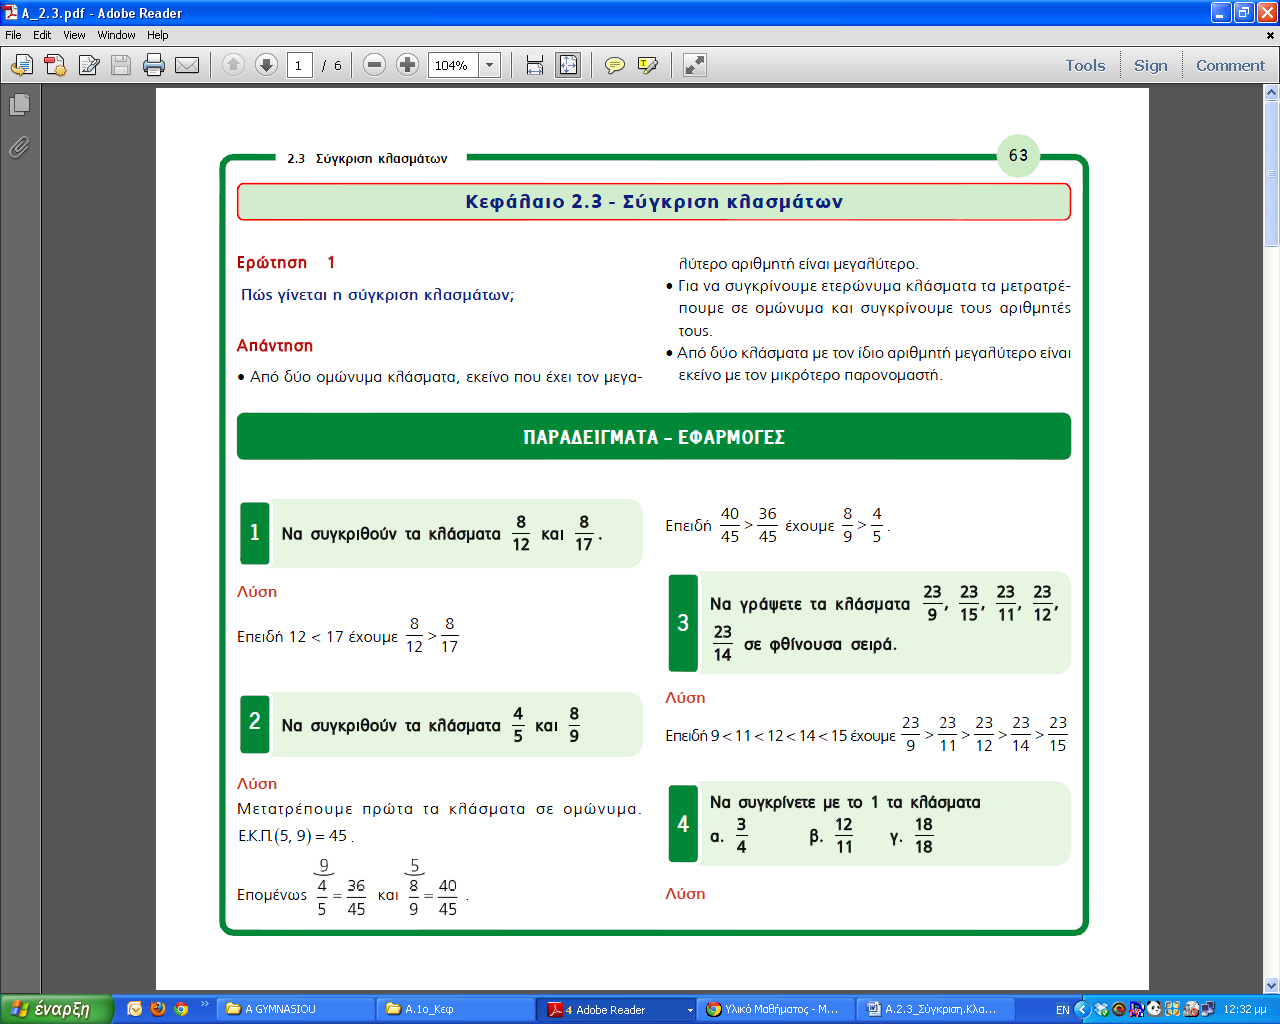 A_2.3.pdf - Adobe Reader
File Edit View Window Help
1 / 6 104% Tools Sign Comment
2.3 Σύγκριση κλασμάτων
63
Κεφάλαιο 2.3 - Σύγκριση κλασμάτων
Ερώτηση 1
Πώς γίνεται η σύγκριση κλασμάτων;
Απάντηση
• Από δύο ομώνυμα κλάσματα, εκείνο που έχει τον μεγα-
λύτερο αριθμητή είναι μεγαλύτερο.
• Για να συγκρίνουμε ετερώνυμα κλάσματα τα μετρατρέ-
πουμε σε ομώνυμα και συγκρίνουμε τους αριθμητές
τους.
• Από δύο κλάσματα με τον ίδιο αριθμητή μεγαλύτερο είναι
εκείνο με τον μικρότερο παρονομαστή.
ΠΑΡΑΔΕΙΓΜΑΤΑ - ΕΦΑΡΜΟΓΕΣ
1 Να συγκριθούν τα κλάσματα 8/12 και 8/17 .
Λύση
Επειδή 12 < 17 έχουμε 8/12 > 8/17
2 Να συγκριθούν τα κλάσματα 4/5 και 8/9
Λύση
Μετατρέπουμε πρώτα τα κλάσματα σε ομώνυμα.
Ε.Κ.Π.(5, 9) = 45 .
9 5
Επομένως 4/5 = 36/45 και 8/9 = 40/45 .
Επειδή 40/45 > 36/45 έχουμε 8/9 > 4/5 .
3 Να γράψετε τα κλάσματα 23/9, 23/15, 23/11, 23/12,
23/14 σε φθίνουσα σειρά.
Λύση
Επειδή 9 < 11 < 12 < 14 < 15 έχουμε 23/9 > 23/11 > 23/12 > 23/14 > 23/15
4 Να συγκρίνετε με το 1 τα κλάσματα
α. 3/4 β. 12/11 γ. 18/18
Λύση
έναρξη A GYMNASIOU A.1ο_Κεφ 4 Adobe Reader Υλικό Μαθήματος - M... A.2.3_Σύγκριση.Κλα... EN 12:32 μμ